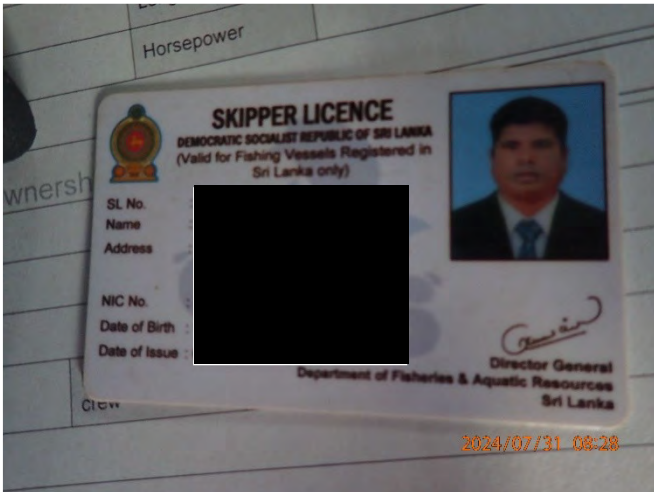 Horsepower
SKIPPER LICENCE
DEMOCRATIC SOCIALIST REPUBLIC OF SRI LANKA
(Valid for Fishing Vessels Registered in
Sri Lanka only)
wnersh
SL No. :
Name :
Address :
NIC No.
Date of Birth :
Date of Issue :
Director General
Department of Fisheries & Aquatic Resources
Sri Lanka
crew
2024/07/31 08:28